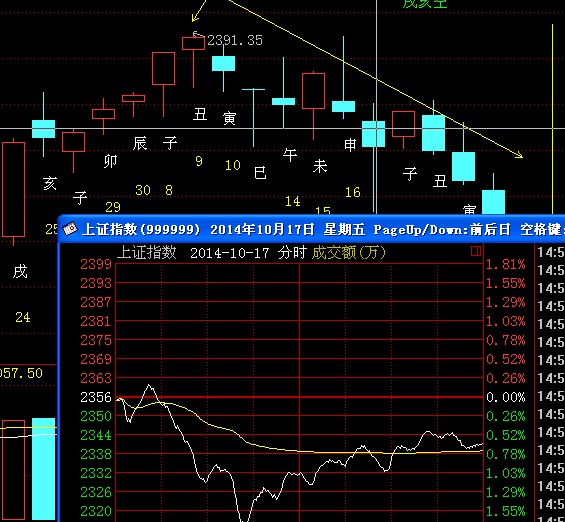 戌亥空
2391.35
丑
寅
辰
子
卯
申
午
未
巳
子
丑
亥
子
寅
9
10
30
8
16
14
29
15
25
戌
24
057.50
上证指数(999999) 2014年10月17日 星期五 PageUp/Down:前后日 空格键:
上证指数 2014-10-17 分时 成交额(万)
2399 1.81% 14:5
2393 1.55% 14:5
2387 1.29% 14:5
2381 1.03% 14:5
2375 0.78% 14:5
2369 0.52% 14:5
2363 0.26% 14:5
2356 0.00% 14:5
2350 0.26% 14:5
2344 0.52% 14:5
2338 0.78% 14:5
2332 1.03% 14:5
2326 1.29% 14:5
2320 1.55% 14:5